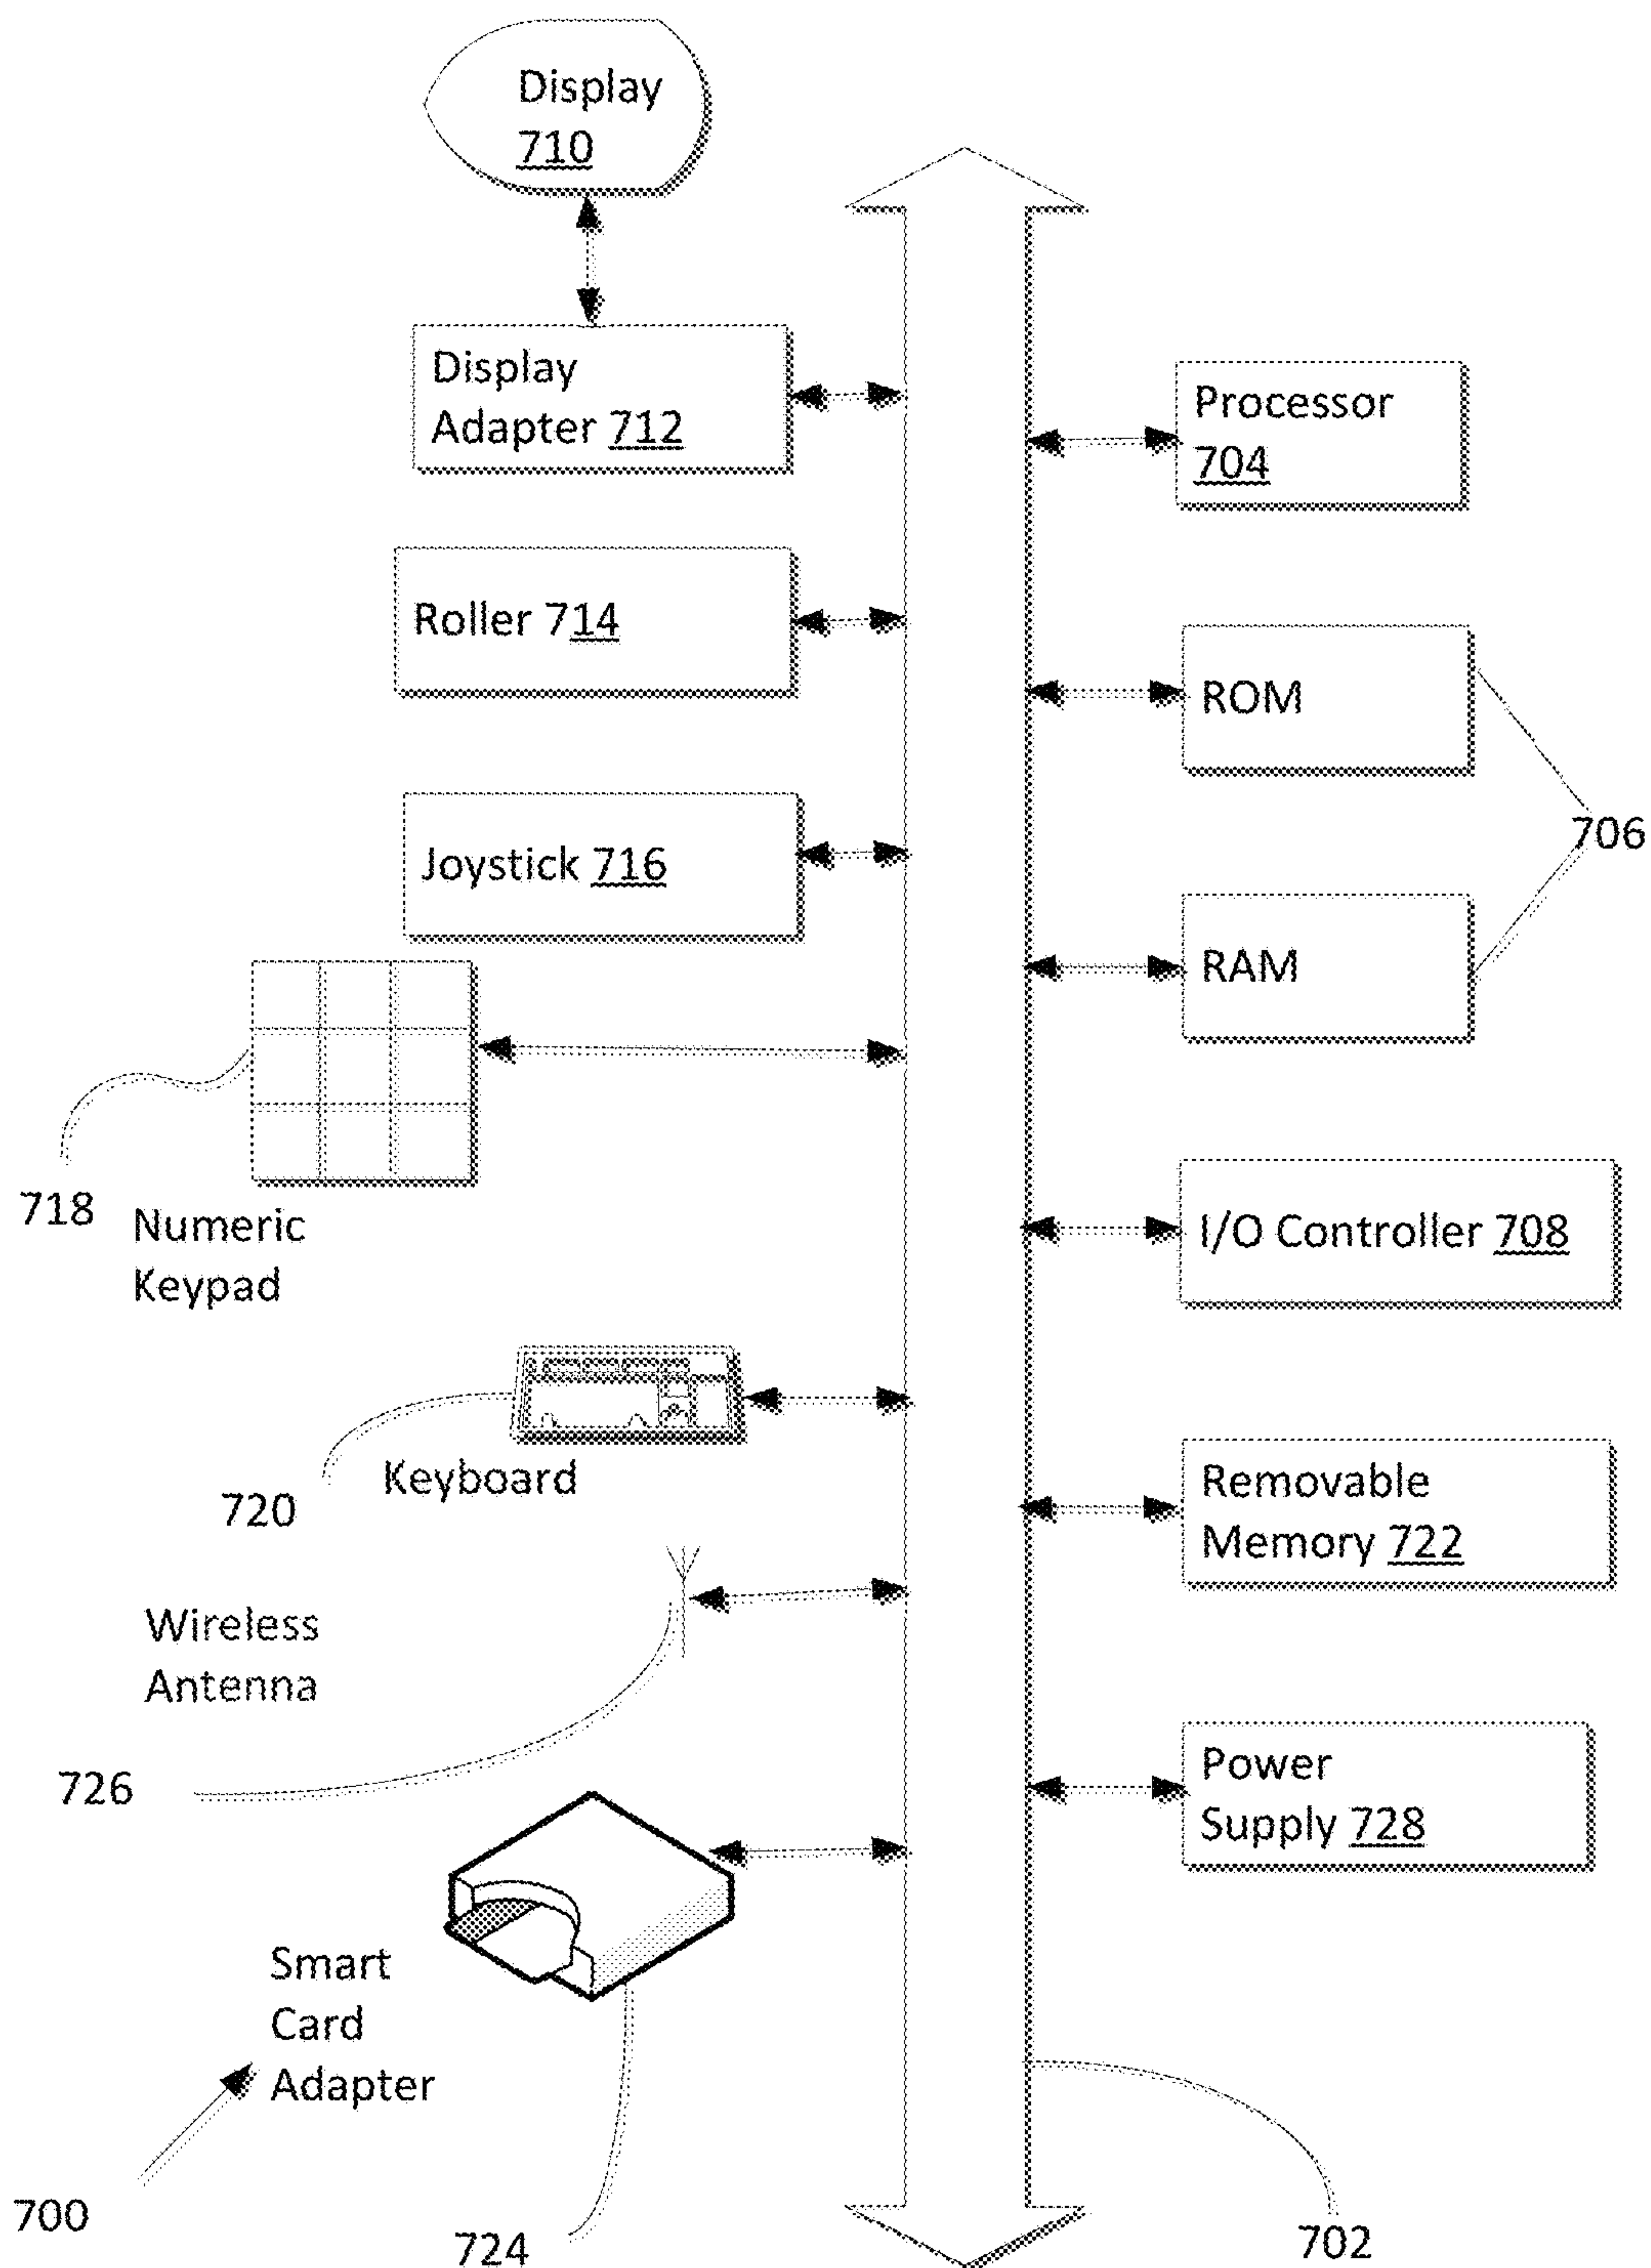 Display
710
Display
Adapter 712
Processor
704
Roller 714
ROM
706
Joystick 716
RAM
718
Numeric
Keypad
I/O Controller 708
Keyboard
720
Removable
Memory 722
Wireless
Antenna
726
Power
Supply 728
Smart
Card
Adapter
700
724
702